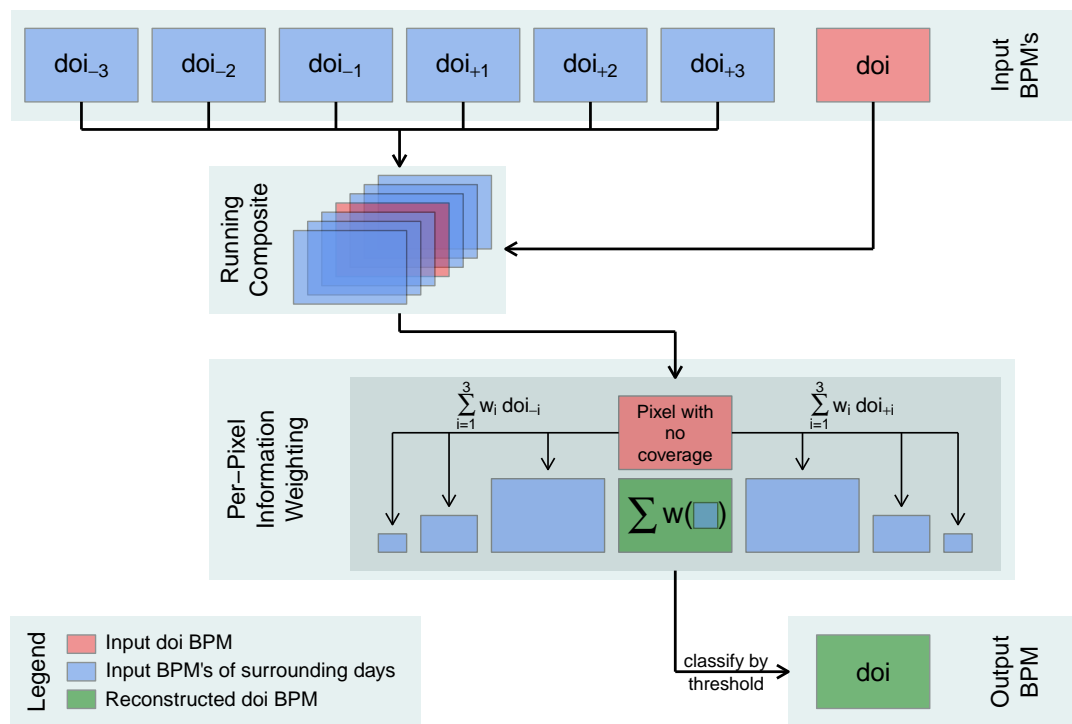 doi₋₃ doi₋₂ doi₋₁ doi₊₁ doi₊₂ doi₊₃ doi
Input
BPM's
Running
Composite
Per−Pixel
Information
Weighting
3
∑ wᵢ doi₋ᵢ
i=1
Pixel with
no
coverage
3
∑ wᵢ doi₊ᵢ
i=1
∑ w( )
Legend
Input doi BPM
Input BPM's of surrounding days
Reconstructed doi BPM
classify by
threshold
doi
Output
BPM